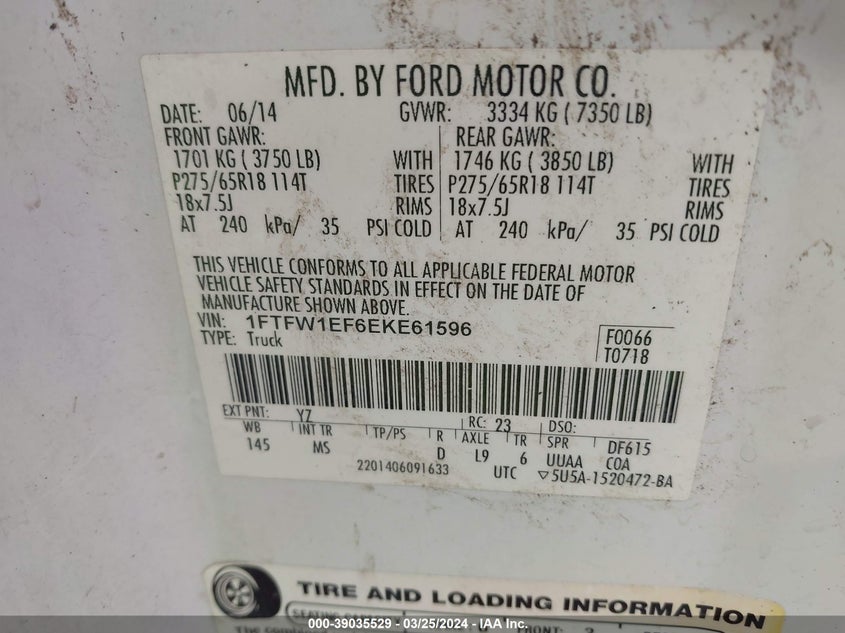 MFD. BY FORD MOTOR CO.
DATE: 06/14 GVWR: 3334 KG ( 7350 LB)
FRONT GAWR: REAR GAWR:
1701 KG ( 3750 LB) WITH 1746 KG ( 3850 LB) WITH
P275/65R18 114T TIRES P275/65R18 114T TIRES
18x7.5J RIMS 18x7.5J RIMS
AT 240 kPa/ 35 PSI COLD AT 240 kPa/ 35 PSI COLD
THIS VEHICLE CONFORMS TO ALL APPLICABLE FEDERAL MOTOR
VEHICLE SAFETY STANDARDS IN EFFECT ON THE DATE OF
MANUFACTURE SHOWN ABOVE.
VIN: 1FTFW1EF6EKE61596 F0066
TYPE: Truck T0718
EXT PNT: YZ RC: 23 DSO:
WB INT TR TP/PS R AXLE TR SPR DF615
145 MS D L9 6 UUAA COA
2201406091633 UTC ▽5U5A-1520472-BA
TIRE AND LOADING INFORMATION
000-39035529 - 03/25/2024 - IAA Inc.